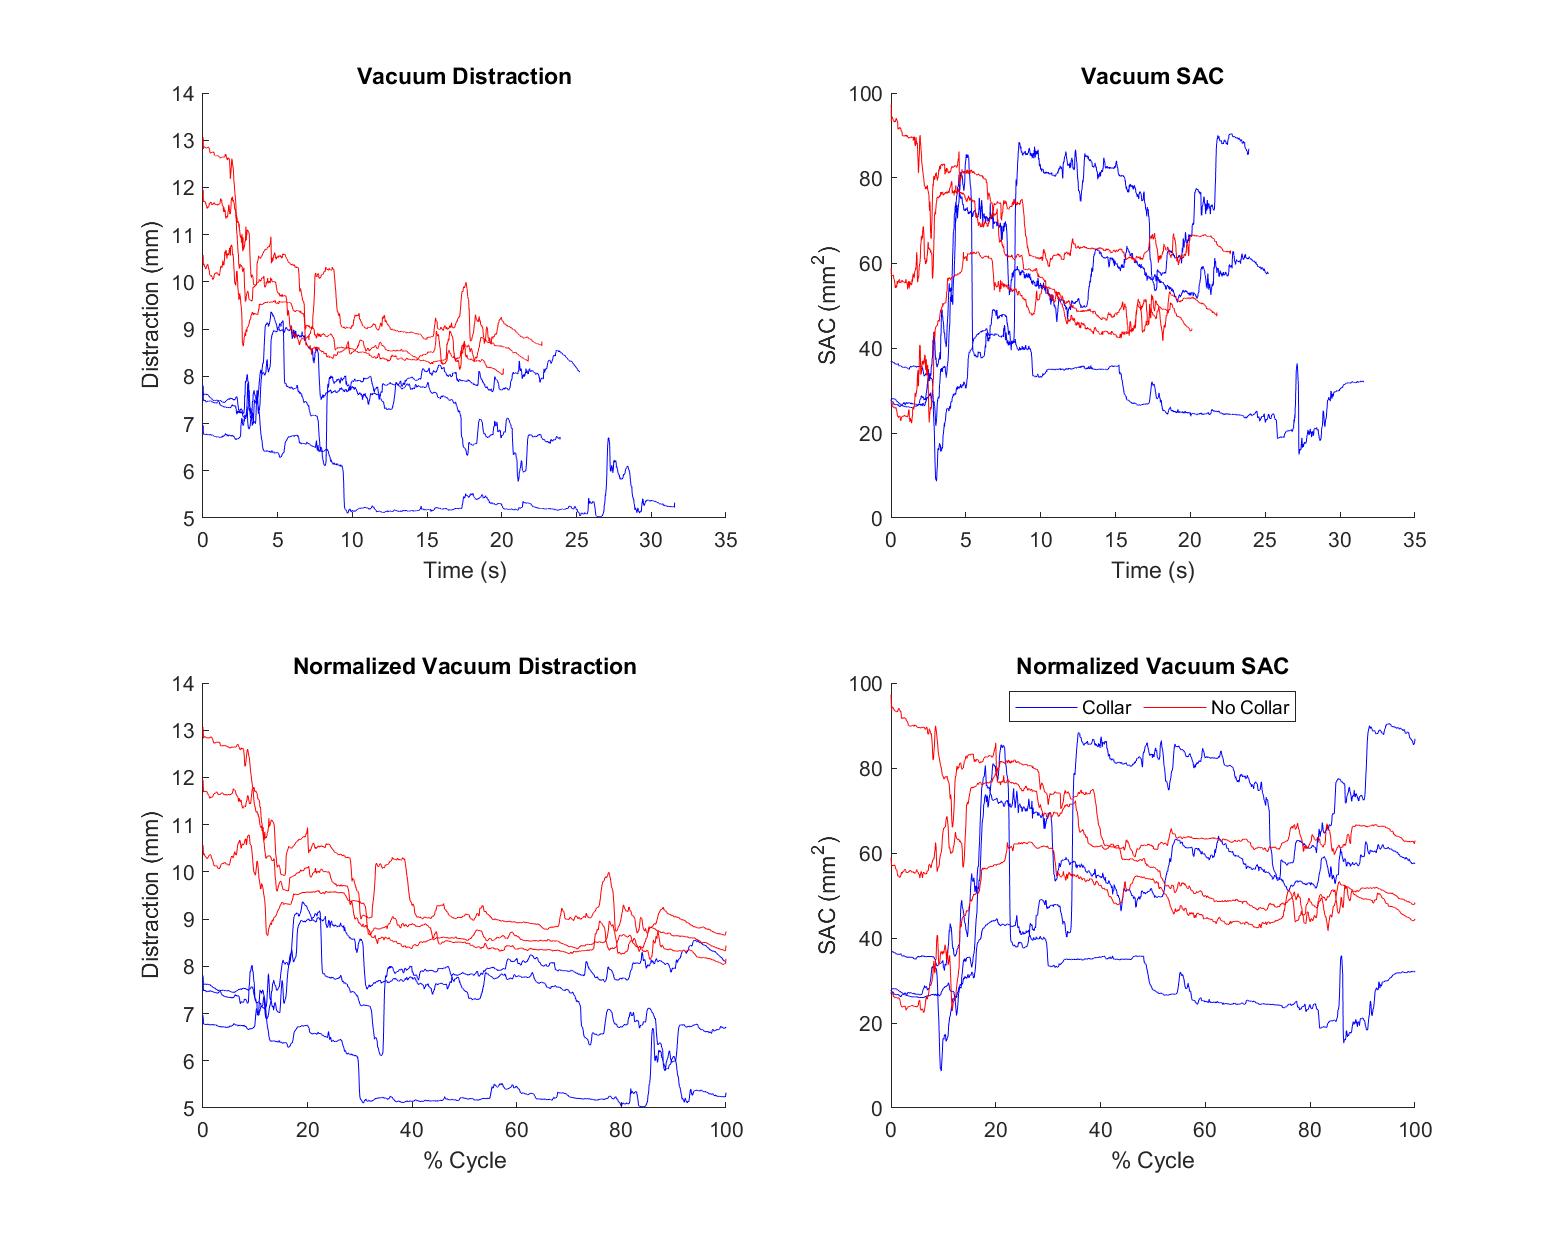 Vacuum Distraction
14
13
12
11
10
9
8
7
6
5
Distraction (mm)
0 5 10 15 20 25 30 35
Time (s)
Vacuum SAC
100
80
60
40
20
0
SAC (mm²)
0 5 10 15 20 25 30 35
Time (s)
Normalized Vacuum Distraction
14
13
12
11
10
9
8
7
6
5
Distraction (mm)
0 20 40 60 80 100
% Cycle
Normalized Vacuum SAC
Collar No Collar
100
80
60
40
20
0
SAC (mm²)
0 20 40 60 80 100
% Cycle